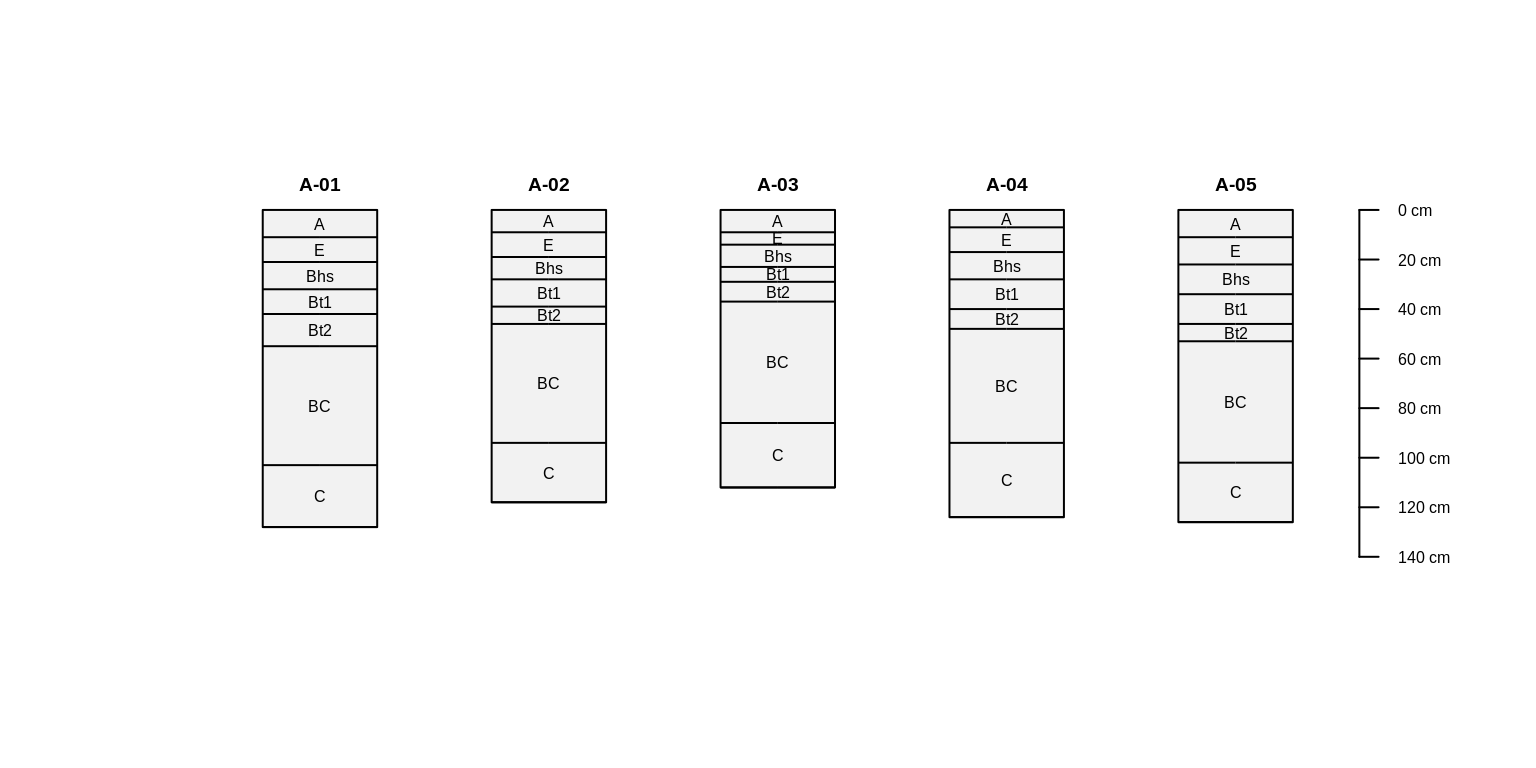 A-01 A-02 A-03 A-04 A-05
A A A A A 0 cm
E E E E E 20 cm
Bhs Bhs Bhs Bhs Bhs
Bt1 Bt1 Bt1 Bt1 Bt1 40 cm
Bt2 Bt2 Bt2 Bt2 Bt2 60 cm
BC BC BC BC BC 80 cm
C C C C C 100 cm
120 cm
140 cm